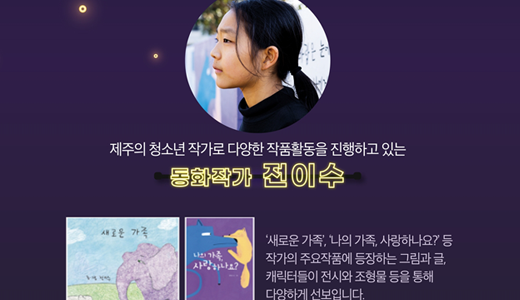 제주의 청소년 작가로 다양한 작품활동을 진행하고 있는
동화작가 전이수
새로운 가족
나의 가족,
사랑하나요?
'새로운 가족', '나의 가족, 사랑하나요?' 등
작가의 주요작품에 등장하는 그림과 글,
캐릭터들이 전시와 조형물 등을 통해
다양하게 선보입니다.